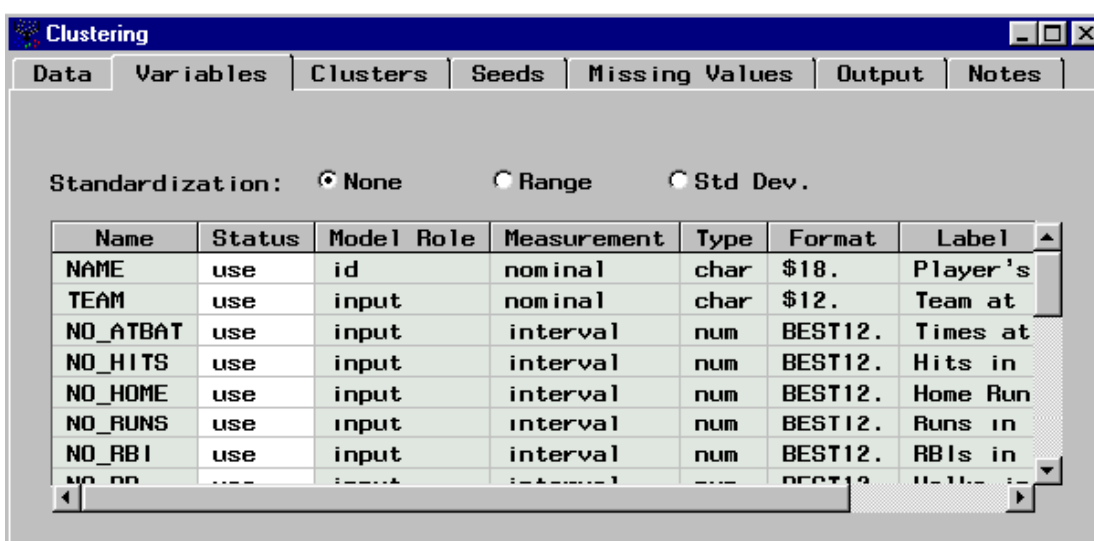 Clustering
Data Variables Clusters Seeds Missing Values Output Notes
Standardization: None Range Std Dev.
Name Status Model Role Measurement Type Format Label
NAME use id nominal char $18. Player's
TEAM use input nominal char $12. Team at
NO_ATBAT use input interval num BEST12. Times at
NO_HITS use input interval num BEST12. Hits in
NO_HOME use input interval num BEST12. Home Run
NO_RUNS use input interval num BEST12. Runs in
NO_RBI use input interval num BEST12. RBIs in